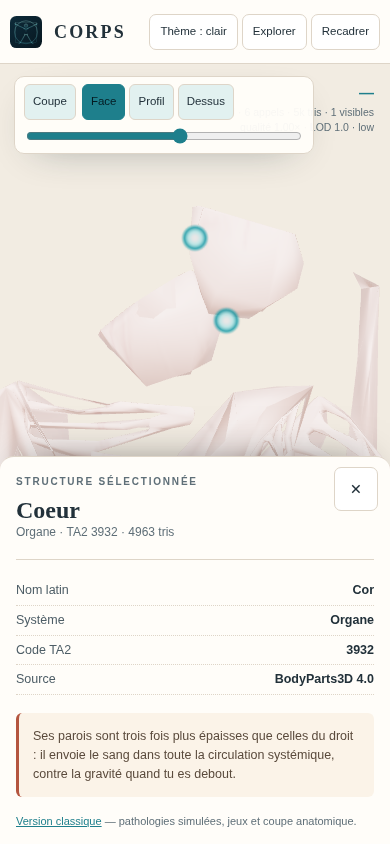 CORPS
Thème : clair
Explorer
Recadrer
Coupe
Face
Profil
Dessus
—
is · 1 visibles
LOD 1.0 · low
STRUCTURE SÉLECTIONNÉE
✕
Coeur
Organe · TA2 3932 · 4963 tris
Nom latin Cor
Système Organe
Code TA2 3932
Source BodyParts3D 4.0
Ses parois sont trois fois plus épaisses que celles du droit
: il envoie le sang dans toute la circulation systémique,
contre la gravité quand tu es debout.
Version classique — pathologies simulées, jeux et coupe anatomique.